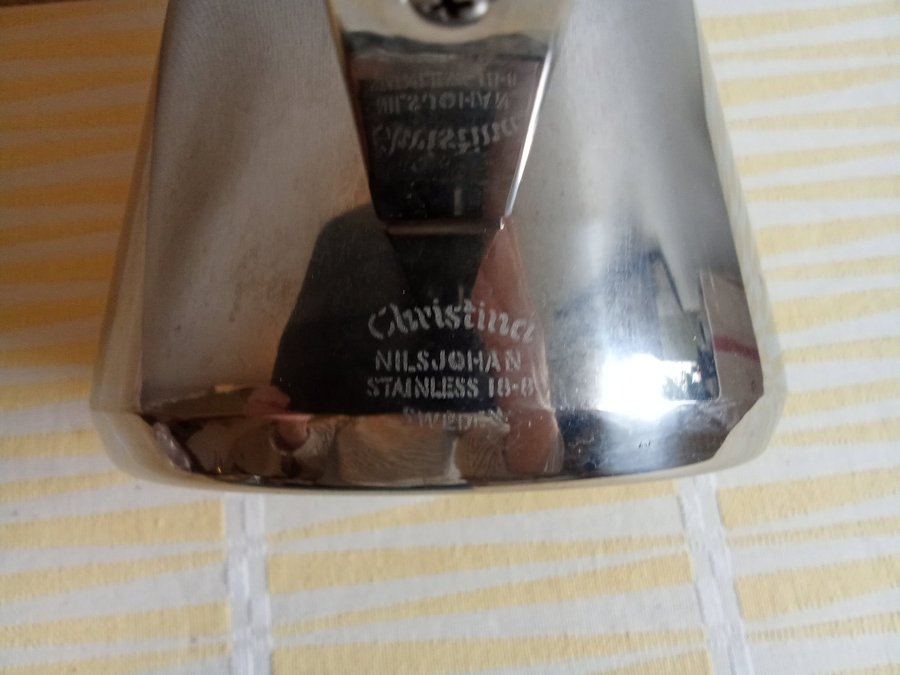 Christina
NILSJOHAN
STAINLESS 18-8
SWEDEN